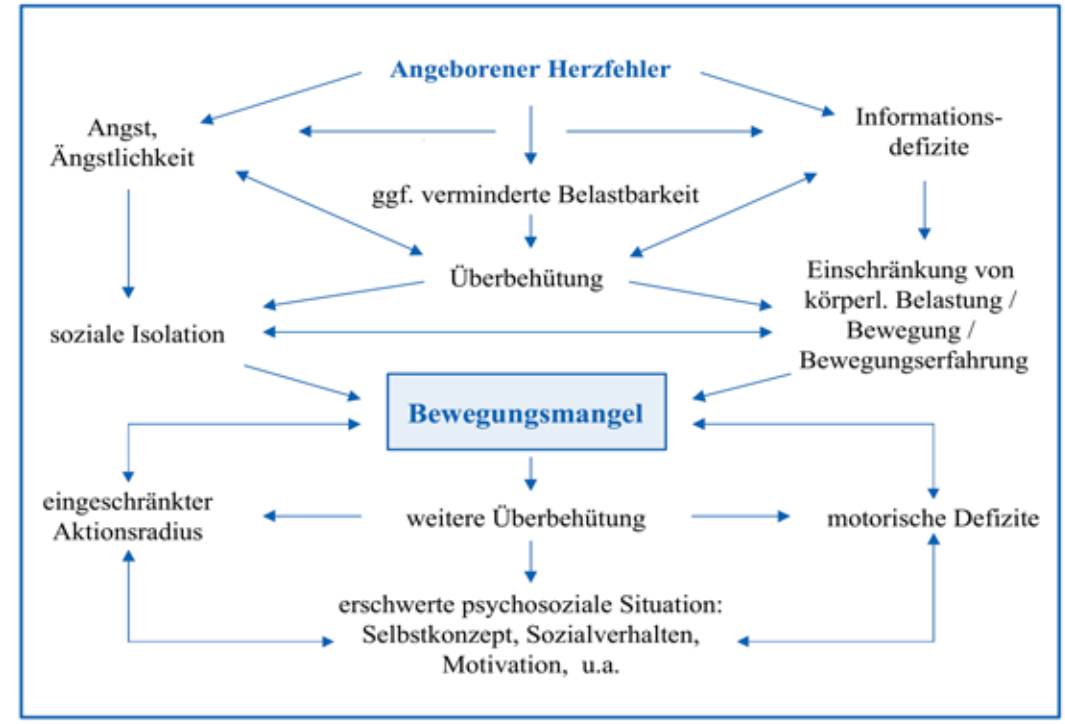 Angeborener Herzfehler
Angst,
Ängstlichkeit
Informations-
defizite
ggf. verminderte Belastbarkeit
Überbehütung
soziale Isolation
Einschränkung von
körperl. Belastung /
Bewegung /
Bewegungserfahrung
Bewegungsmangel
eingeschränkter
Aktionsradius
weitere Überbehütung
motorische Defizite
erschwerte psychosoziale Situation:
Selbstkonzept, Sozialverhalten,
Motivation, u.a.